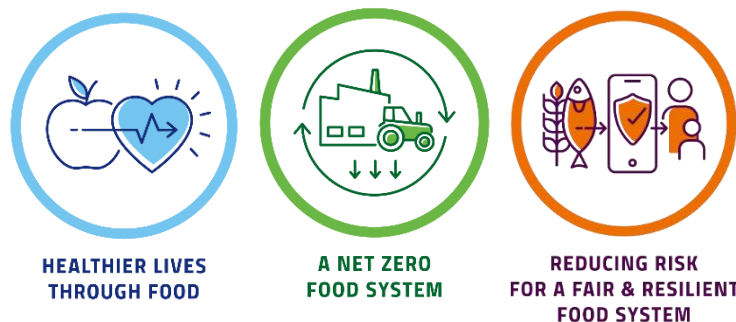 HEALTHIER LIVES
THROUGH FOOD
A NET ZERO
FOOD SYSTEM
REDUCING RISK
FOR A FAIR & RESILIENT
FOOD SYSTEM